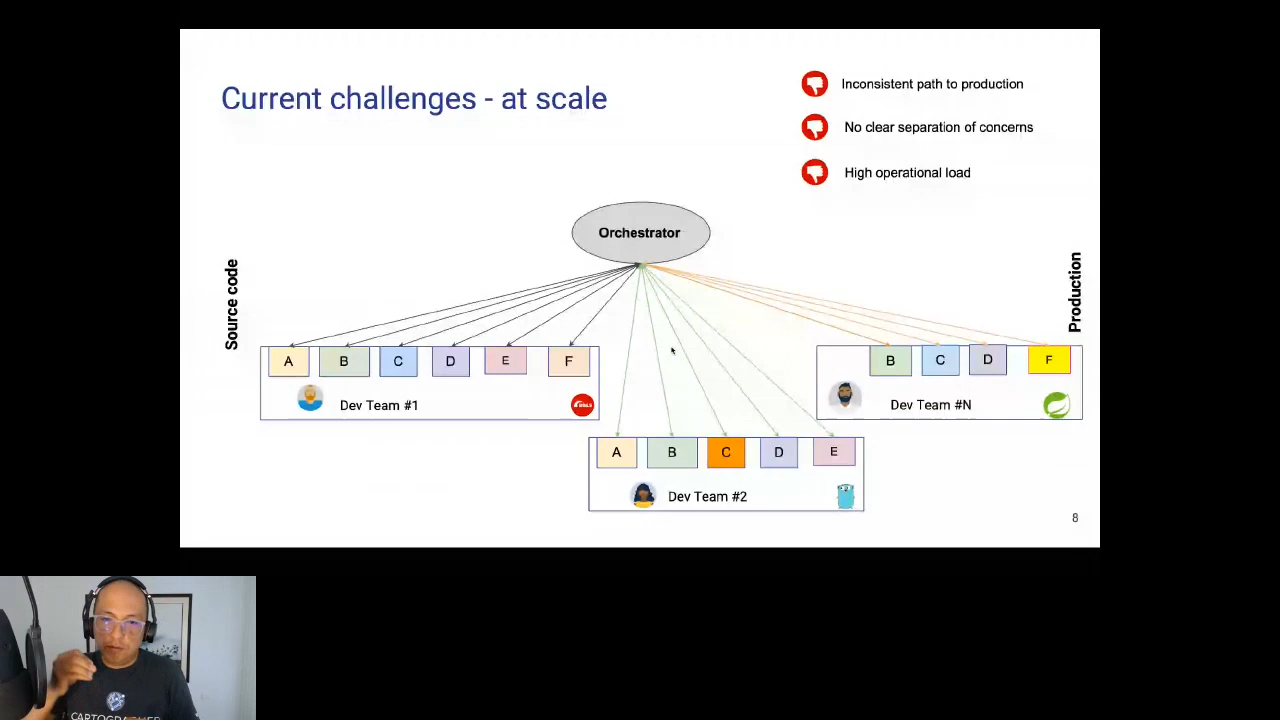 Current challenges - at scale
Inconsistent path to production
No clear separation of concerns
High operational load
Orchestrator
Source code
Production
A B C D E F
Dev Team #1
B C D F
Dev Team #N
A B C D E
Dev Team #2
8
CARTOGRAPHER